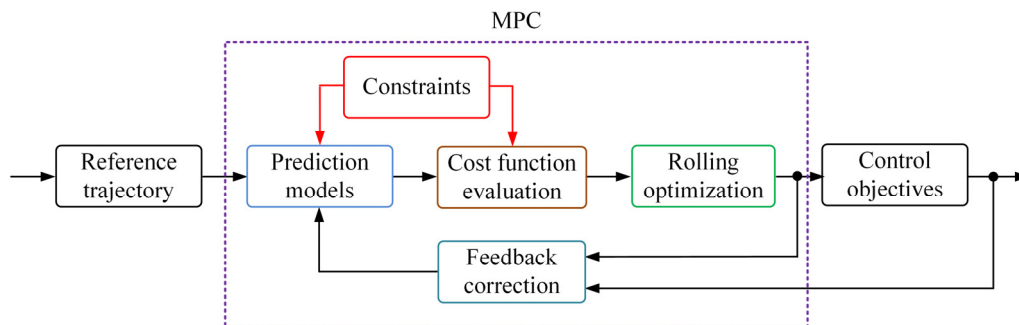 MPC
Constraints
Reference
trajectory
Prediction
models
Cost function
evaluation
Rolling
optimization
Control
objectives
Feedback
correction